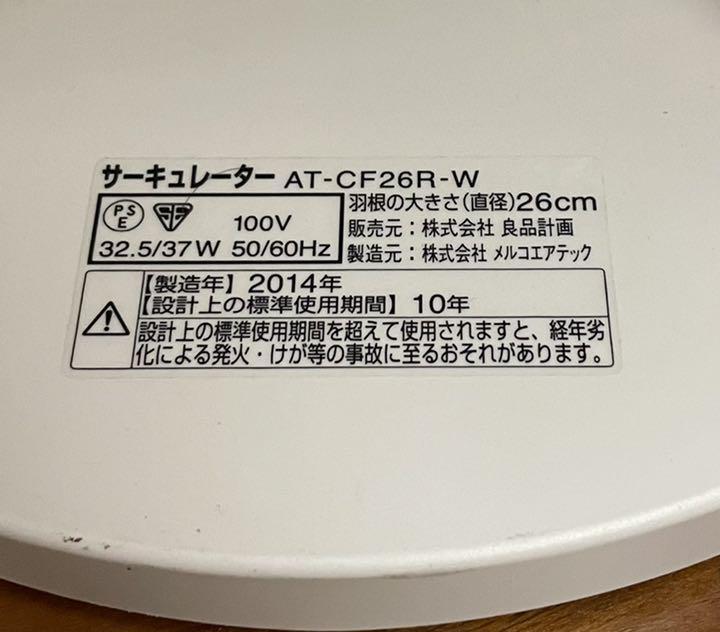 サーキュレーター AT-CF26R-W
PSE
100V
32.5/37W 50/60Hz
羽根の大きさ(直径)26cm
販売元：株式会社 良品計画
製造元：株式会社 メルコエアテック
【製造年】2014年
【設計上の標準使用期間】10年
設計上の標準使用期間を超えて使用されますと、経年劣
化による発火・けが等の事故に至るおそれがあります。